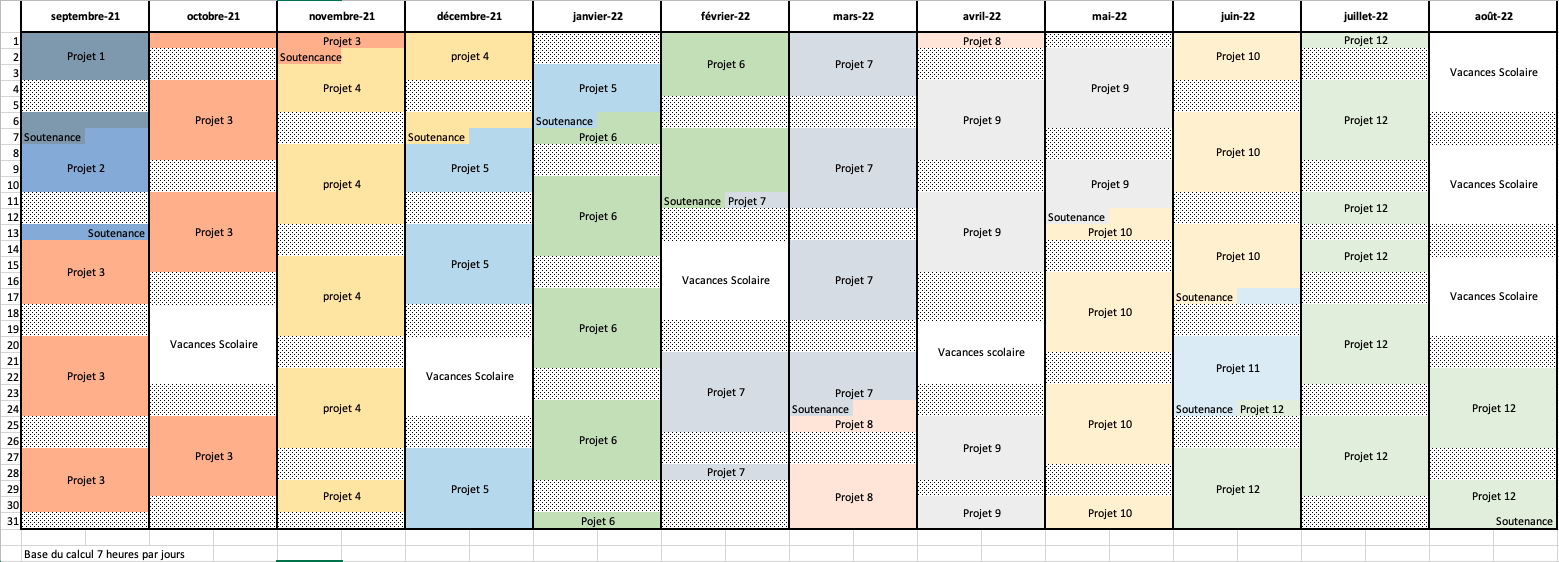 septembre-21 octobre-21 novembre-21 décembre-21 janvier-22 février-22 mars-22 avril-22 mai-22 juin-22 juillet-22 août-22
1 Projet 3 Projet 8 Projet 12
2 Projet 1 Soutencance projet 4 Projet 6 Projet 7 Projet 10
3 Vacances Scolaire
4 Projet 4 Projet 5 Projet 9
5
6 Projet 3 Soutenance Projet 9 Projet 12
7 Soutenance Soutenance Projet 6
8 Projet 10
9 Projet 2 Projet 5 Projet 7
10 projet 4 Projet 9 Vacances Scolaire
11 Soutenance Projet 7 Projet 12
12 Projet 6 Soutenance
13 Soutenance Projet 3 Projet 9 Projet 10
14 Projet 10 Projet 12
15 Projet 3 Projet 5
16 Vacances Scolaire Projet 7
17 projet 4 Soutenance Vacances Scolaire
18 Projet 10
19 Projet 6
20 Vacances Scolaire Vacances scolaire Projet 12
21 Projet 11
22 Projet 3 Vacances Scolaire
23 Projet 7 Projet 7
24 projet 4 Soutenance Soutenance Projet 12 Projet 12
25 Projet 8 Projet 10
26 Projet 6 Projet 9
27 Projet 3 Projet 12
28 Projet 7
29 Projet 3 Projet 4 Projet 5 Projet 8 Projet 12 Projet 12
30 Projet 9 Projet 10
31 Pojet 6 Soutenance
Base du calcul 7 heures par jours